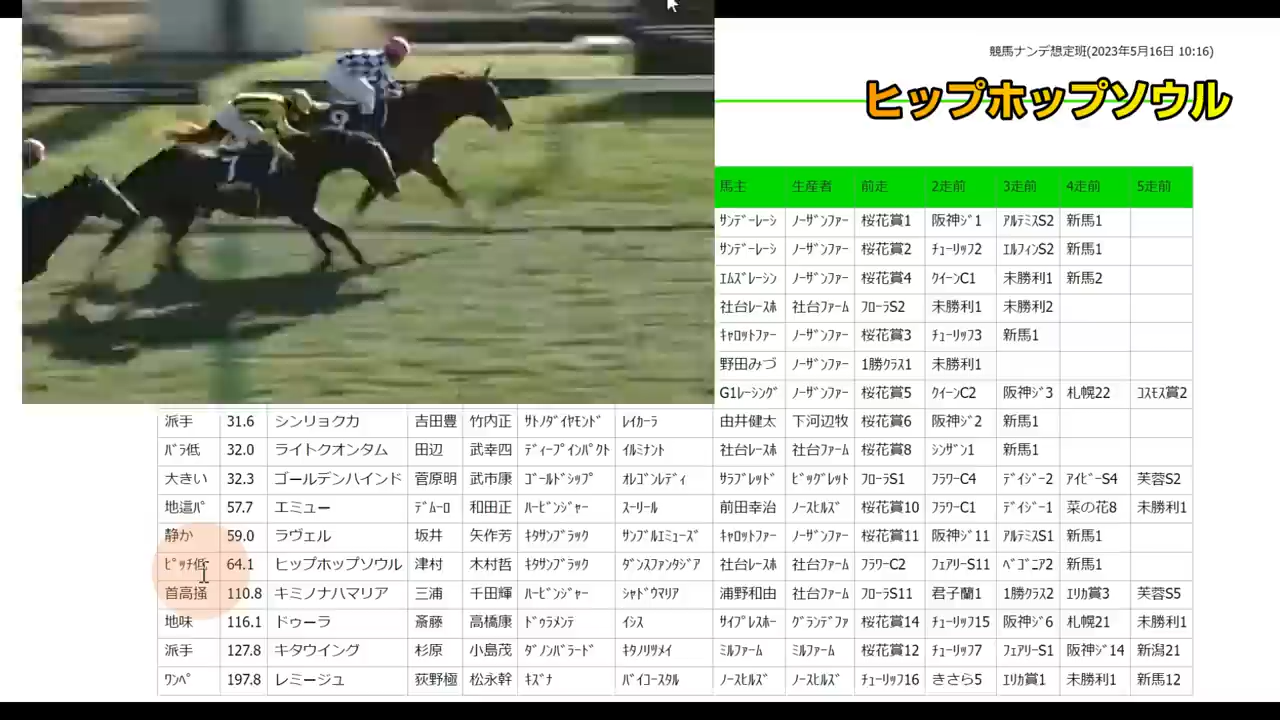 競馬ナンデ想定班(2023年5月16日 10:16)
ヒップホップソウル
9
7
馬主 生産者 前走 2走前 3走前 4走前 5走前
ｻﾝﾃﾞｰﾚｰｼ ﾉｰｻﾞﾝﾌｧｰ 桜花賞1 阪神ｼﾞ1 ｱﾙﾃﾐｽS2 新馬1
ｻﾝﾃﾞｰﾚｰｼ ﾉｰｻﾞﾝﾌｧｰ 桜花賞2 ﾁｭｰﾘｯﾌ2 ｴﾙﾌｨﾝS2 新馬1
ｴﾑｽﾞﾚｰｼﾝ ﾉｰｻﾞﾝﾌｧｰ 桜花賞4 ｸｲｰﾝC1 未勝利1 新馬2
社台ﾚｰｽﾎ 社台ﾌｧｰﾑ ﾌﾛｰﾗS2 未勝利1 未勝利2
ｷｬﾛｯﾄﾌｧｰ ﾉｰｻﾞﾝﾌｧｰ 桜花賞3 ﾁｭｰﾘｯﾌ3 新馬1
野田みづ ﾉｰｻﾞﾝﾌｧｰ 1勝ｸﾗｽ1 未勝利1
G1ﾚｰｼﾝｸﾞ ﾉｰｻﾞﾝﾌｧｰ 桜花賞5 ｸｲｰﾝC2 阪神ｼﾞ3 札幌22 ｺｽﾓｽ賞2
派手 31.6 シンリョクカ 吉田豊 竹内正 ｻﾄﾉﾀﾞｲﾔﾓﾝﾄﾞ ﾚｲｶｰﾗ 由井健太 下河辺牧 桜花賞6 阪神ｼﾞ2 新馬1
ﾊﾞﾗ低 32.0 ライトクオンタム 田辺 武幸四 ﾃﾞｨｰﾌﾟｲﾝﾊﾟｸﾄ ｲﾙﾐﾅﾝﾄ 社台ﾚｰｽﾎ 社台ﾌｧｰﾑ 桜花賞8 ｼﾝｻﾞﾝ1 新馬1
大きい 32.3 ゴールデンハインド 菅原明 武市康 ｺﾞｰﾙﾄﾞｼｯﾌﾟ ｵﾚｺﾞﾝﾚﾃﾞｨ ｻﾗﾌﾞﾚｯﾄﾞ ﾋﾞｯｸﾞﾚｯﾄ ﾌﾛｰﾗS1 ﾌﾗﾜｰC4 ﾃﾞｲｼﾞｰ2 ｱｲﾋﾞｰS4 芙蓉S2
地這ﾊﾟ 57.7 エミュー ﾃﾞﾑｰﾛ 和田正 ﾊｰﾋﾞﾝｼﾞｬｰ ｽｰﾘｰﾙ 前田幸治 ﾉｰｽﾋﾙｽﾞ 桜花賞10 ﾌﾗﾜｰC1 ﾃﾞｲｼﾞｰ1 菜の花8 未勝利1
静か 59.0 ラヴェル 坂井 矢作芳 ｷﾀｻﾝﾌﾞﾗｯｸ ｻﾝﾌﾞﾙｴﾐｭｰｽﾞ ｷｬﾛｯﾄﾌｧｰ ﾉｰｻﾞﾝﾌｧｰ 桜花賞11 阪神ｼﾞ11 ｱﾙﾃﾐｽS1 新馬1
ﾋﾟｯﾁ低 64.1 ヒップホップソウル 津村 木村哲 ｷﾀｻﾝﾌﾞﾗｯｸ ﾀﾞﾝｽﾌｧﾝﾀｼﾞｱ 社台ﾚｰｽﾎ 社台ﾌｧｰﾑ ﾌﾗﾜｰC2 ﾌｪｱﾘｰS11 ﾍﾞｺﾞﾆｱ2 新馬1
首高掻 110.8 キミノナハマリア 三浦 千田輝 ﾊｰﾋﾞﾝｼﾞｬｰ ｼｬﾄﾞｳﾏﾘｱ 浦野和由 社台ﾌｧｰﾑ ﾌﾛｰﾗS11 君子蘭1 1勝ｸﾗｽ2 ｴﾘｶ賞3 芙蓉S5
地味 116.1 ドゥーラ 斎藤 高橋康 ﾄﾞｩﾗﾒﾝﾃ ｲｼｽ ｻｲﾌﾟﾚｽﾎｰ ｸﾞﾗﾝﾃﾞﾌｧ 桜花賞14 ﾁｭｰﾘｯﾌ15 阪神ｼﾞ6 札幌21 未勝利1
派手 127.8 キタウイング 杉原 小島茂 ﾀﾞﾉﾝﾊﾞﾗｰﾄﾞ ｷﾀﾉﾘﾂﾒｲ ﾐﾙﾌｧｰﾑ ﾐﾙﾌｧｰﾑ 桜花賞12 ﾁｭｰﾘｯﾌ7 ﾌｪｱﾘｰS1 阪神ｼﾞ14 新潟21
ﾜﾝﾍﾟ 197.8 レミージュ 荻野極 松永幹 ｷｽﾞﾅ ﾊﾞｲｺｰｽﾀﾙ ﾉｰｽﾋﾙｽﾞ ﾉｰｽﾋﾙｽﾞ ﾁｭｰﾘｯﾌ16 きさら5 ｴﾘｶ賞1 未勝利1 新馬12